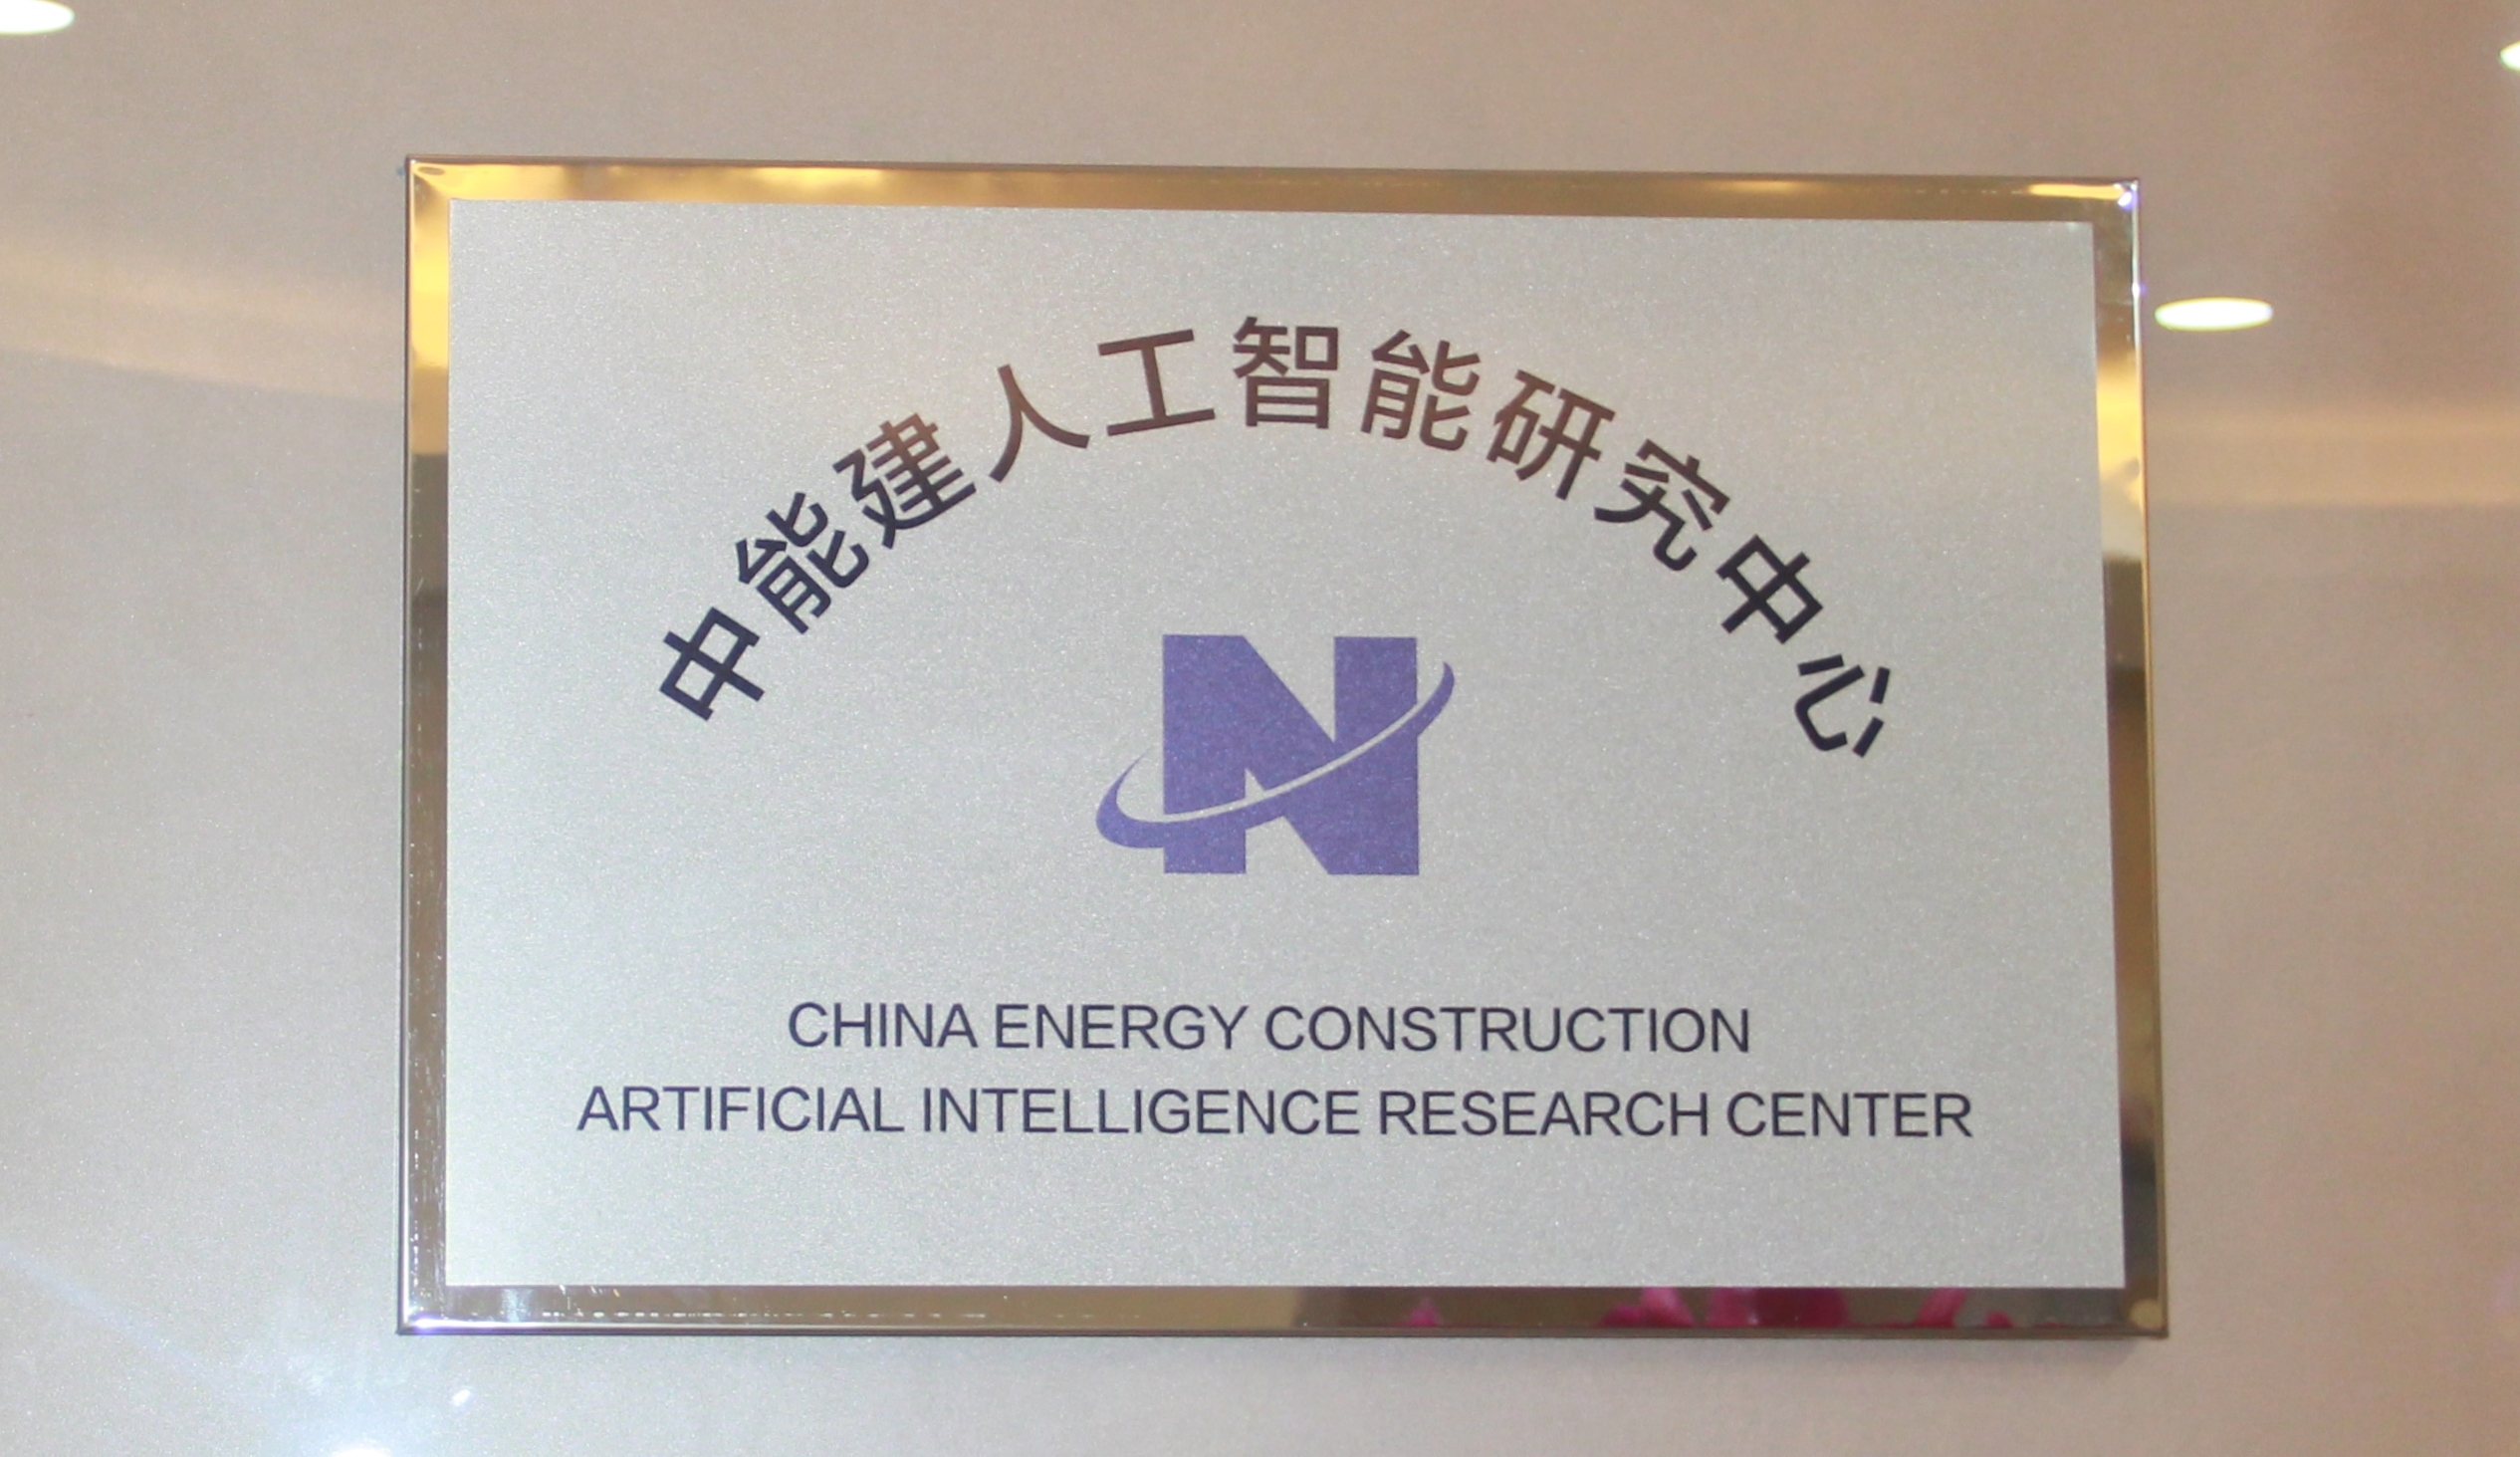 中能建人工智能研究中心
CHINA ENERGY CONSTRUCTION
ARTIFICIAL INTELLIGENCE RESEARCH CENTER